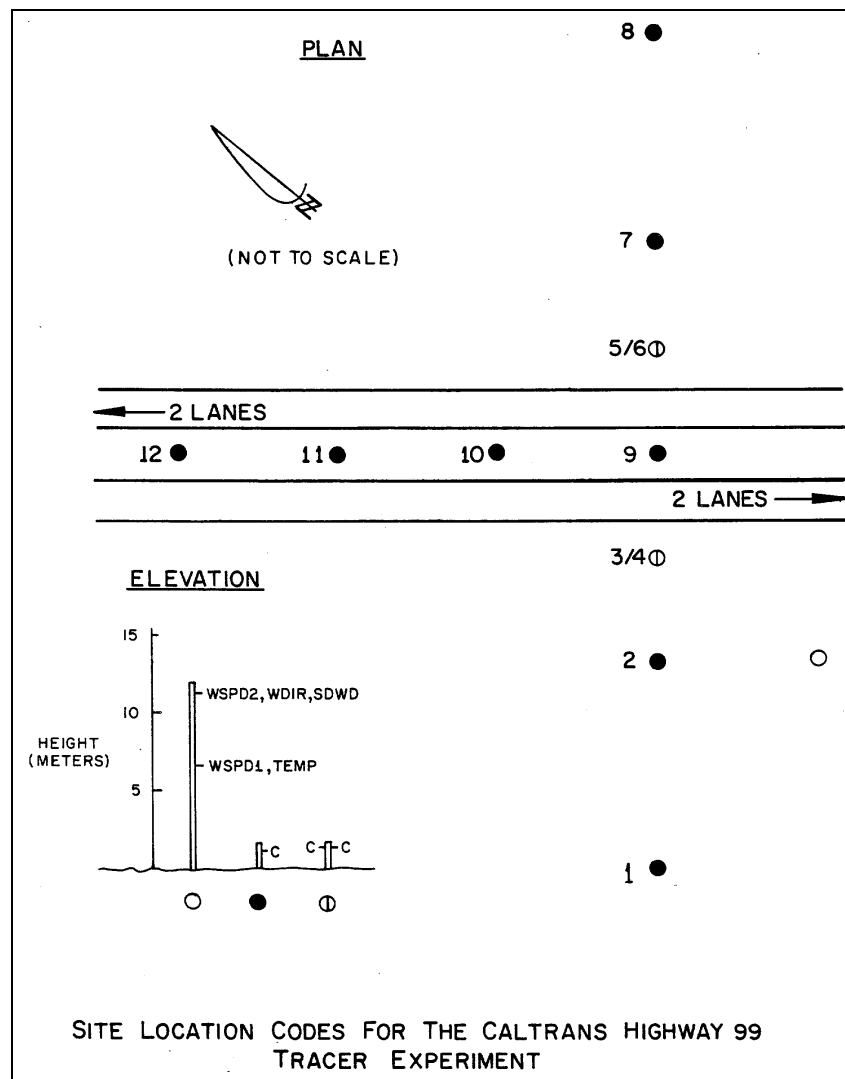 PLAN
8
N
(NOT TO SCALE)
7
5/6
2 LANES
12
11
10
9
2 LANES
3/4
ELEVATION
15
WSPD2, WDIR, SDWD
2
10
HEIGHT
(METERS)
WSPD1, TEMP
5
C
C C
1
SITE LOCATION CODES FOR THE CALTRANS HIGHWAY 99
TRACER EXPERIMENT